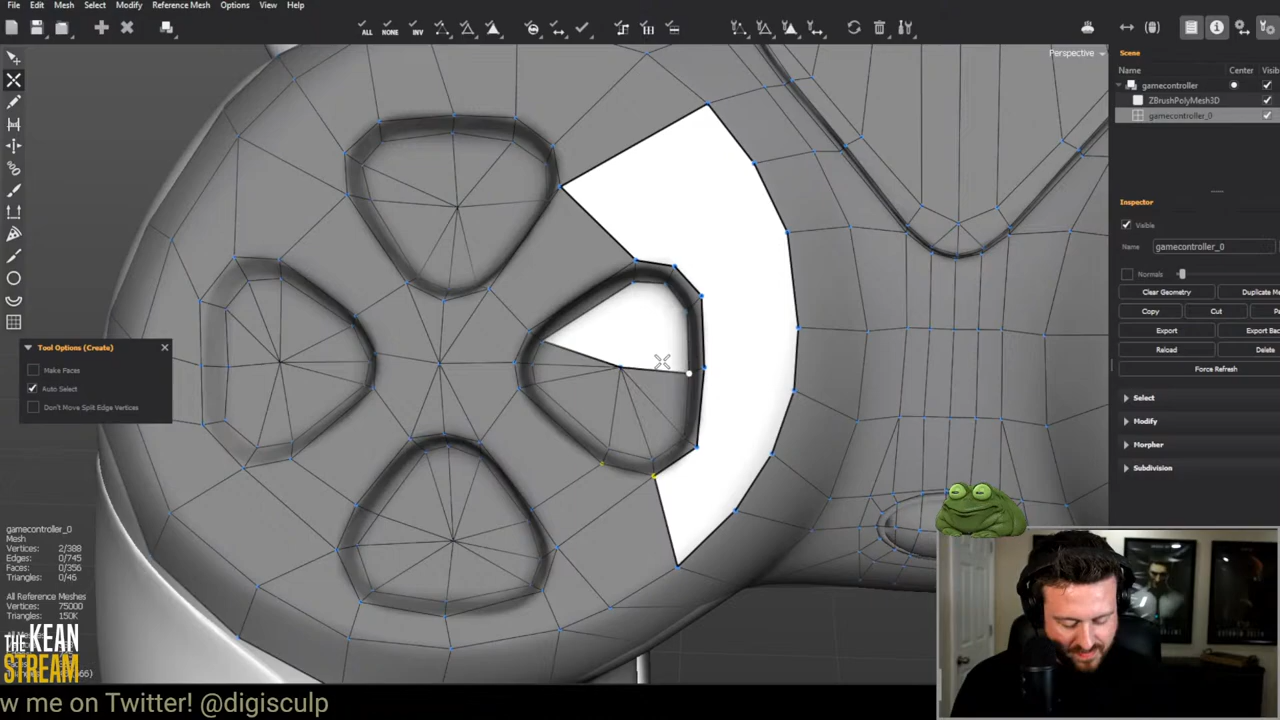 File Edit Mesh Select Modify Reference Mesh Options View Help
ALL NONE INV
Perspective
Scene
Name Center Visib
gamecontroller
ZBrushPolyMesh3D
gamecontroller_0
Inspector
Visible
Name gamecontroller_0
Normals
Clear Geometry Duplicate Me
Copy Cut Pa
Export Export Bac
Reload Delete
Force Refresh
Select
Modify
Morpher
Subdivision
Tool Options (Create)
Make Faces
Auto Select
Don't Move Split Edge Vertices
gamecontroller_0
Mesh
Vertices: 2/388
Edges: 0/745
Faces: 0/356
Triangles: 0/46
All Reference Meshes
Vertices: 75000
Triangles: 150K
THE KEAN
STREAM
w me on Twitter! @digisculp